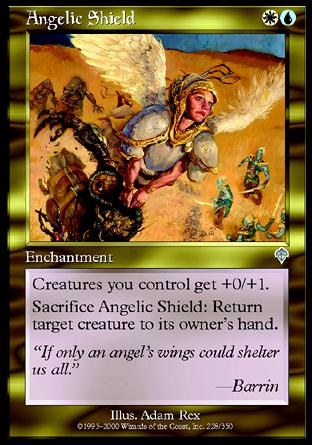 Angelic Shield
Enchantment
Creatures you control get +0/+1.
Sacrifice Angelic Shield: Return
target creature to its owner's hand.
"If only an angel's wings could shelter
us all."
—Barrin
Illus. Adam Rex
©1993–2000 Wizards of the Coast, Inc. 228/350